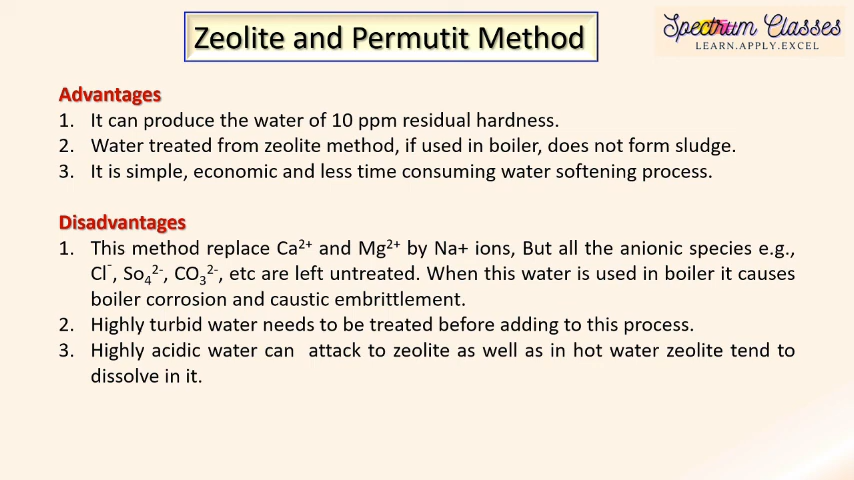 Zeolite and Permutit Method
Spectrum Classes
LEARN.APPLY.EXCEL
Advantages
1. It can produce the water of 10 ppm residual hardness.
2. Water treated from zeolite method, if used in boiler, does not form sludge.
3. It is simple, economic and less time consuming water softening process.
Disadvantages
1. This method replace Ca²⁺ and Mg²⁺ by Na+ ions, But all the anionic species e.g.,
Cl⁻, So₄²⁻, CO₃²⁻, etc are left untreated. When this water is used in boiler it causes
boiler corrosion and caustic embrittlement.
2. Highly turbid water needs to be treated before adding to this process.
3. Highly acidic water can attack to zeolite as well as in hot water zeolite tend to
dissolve in it.